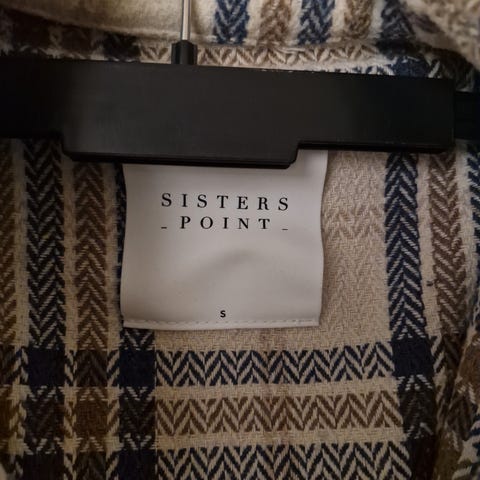 SISTERS
- POINT -
S